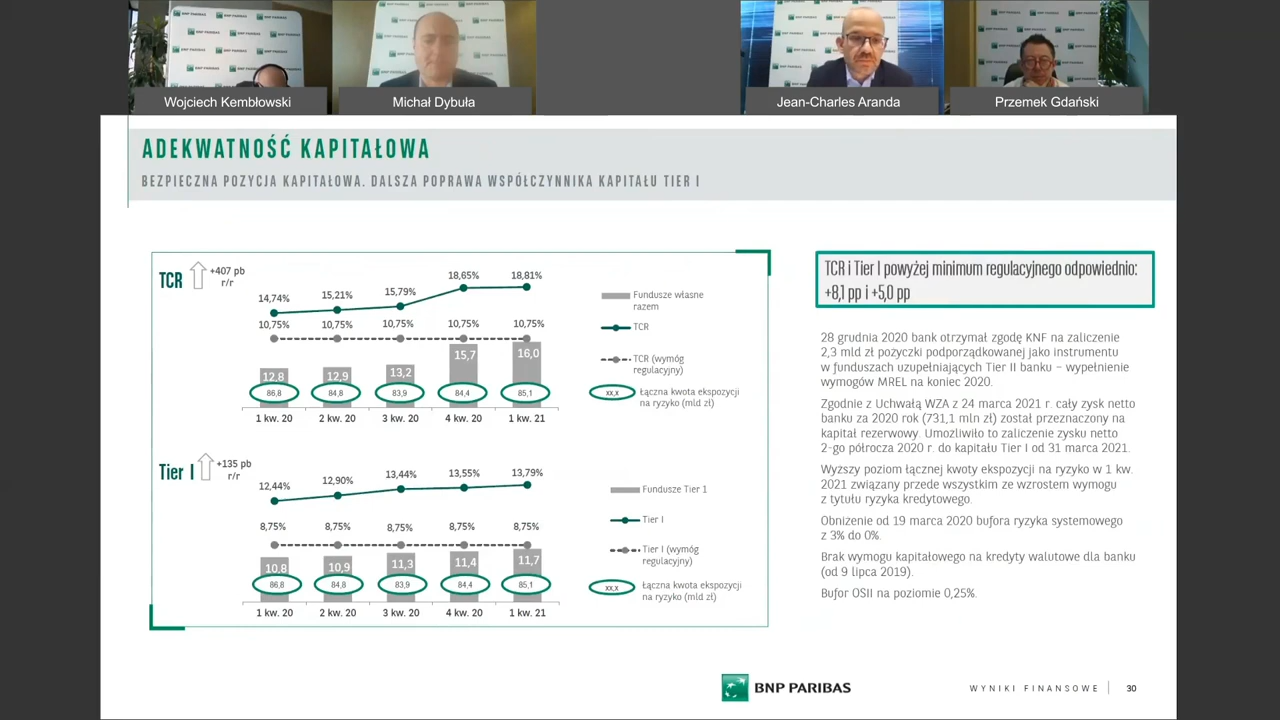 Wojciech Kembłowski
Michał Dybuła
Jean-Charles Aranda
Przemek Gdański
ADEKWATNOŚĆ KAPITAŁOWA
BEZPIECZNA POZYCJA KAPITAŁOWA. DALSZA POPRAWA WSPÓŁCZYNNIKA KAPITAŁU TIER I
TCR
+407 pb
r/r
14,74%
15,21%
15,79%
18,65%
18,81%
10,75%
10,75%
10,75%
10,75%
10,75%
12,8
12,9
13,2
15,7
16,0
86,8
84,8
83,9
84,4
85,1
1 kw. 20
2 kw. 20
3 kw. 20
4 kw. 20
1 kw. 21
Fundusze własne
razem
TCR
TCR (wymóg
regulacyjny)
xx,x
Łączna kwota ekspozycji
na ryzyko (mld zł)
Tier I
+135 pb
r/r
12,44%
12,90%
13,44%
13,55%
13,79%
8,75%
8,75%
8,75%
8,75%
8,75%
10,8
10,9
11,3
11,4
11,7
86,8
84,8
83,9
84,4
85,1
1 kw. 20
2 kw. 20
3 kw. 20
4 kw. 20
1 kw. 21
Fundusze Tier 1
Tier I
Tier I (wymóg
regulacyjny)
xx,x
Łączna kwota ekspozycji
na ryzyko (mld zł)
TCR i Tier I powyżej minimum regulacyjnego odpowiednio:
+8,1 pp i +5,0 pp
28 grudnia 2020 bank otrzymał zgodę KNF na zaliczenie
2,3 mld zł pożyczki podporządkowanej jako instrumentu
w funduszach uzupełniających Tier II banku – wypełnienie
wymogów MREL na koniec 2020.
Zgodnie z Uchwałą WZA z 24 marca 2021 r. cały zysk netto
banku za 2020 rok (731,1 mln zł) został przeznaczony na
kapitał rezerwowy. Umożliwiło to zaliczenie zysku netto
2-go półrocza 2020 r. do kapitału Tier I od 31 marca 2021.
Wyższy poziom łącznej kwoty ekspozycji na ryzyko w 1 kw.
2021 związany przede wszystkim ze wzrostem wymogu
z tytułu ryzyka kredytowego.
Obniżenie od 19 marca 2020 bufora ryzyka systemowego
z 3% do 0%.
Brak wymogu kapitałowego na kredyty walutowe dla banku
(od 9 lipca 2019).
Bufor OSII na poziomie 0,25%.
BNP PARIBAS
WYNIKI FINANSOWE
30